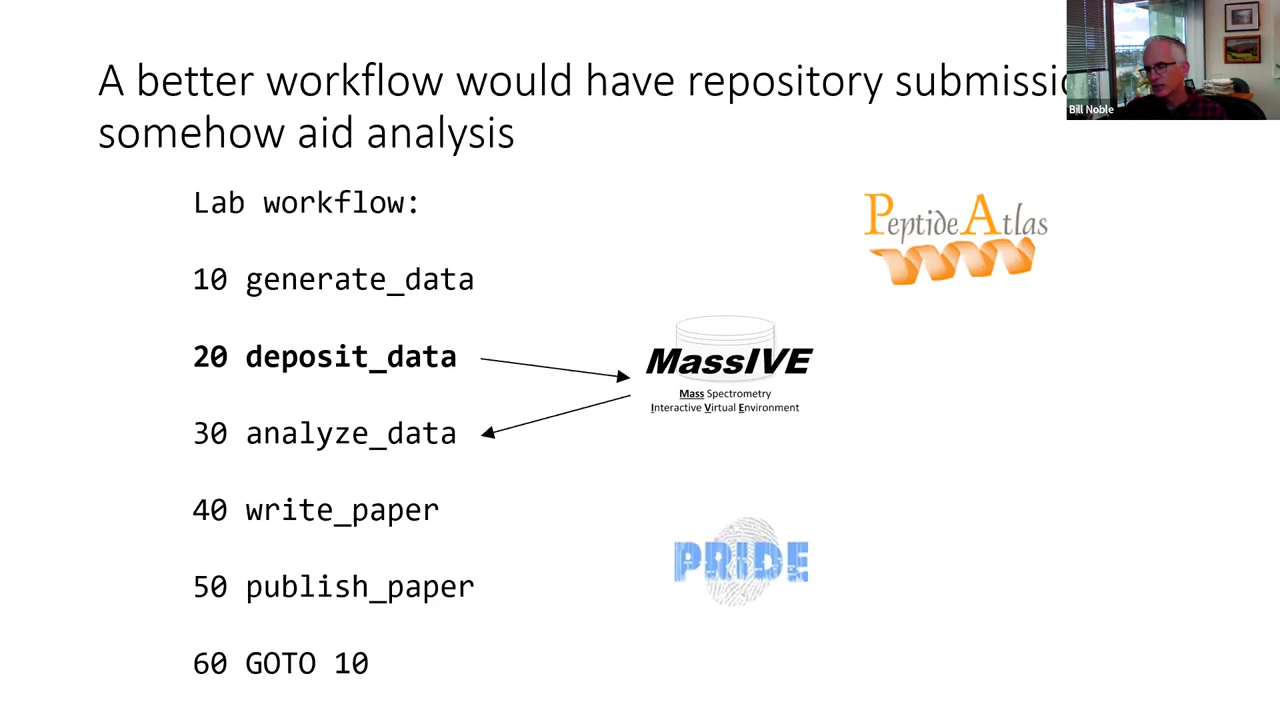 A better workflow would have repository submissio
somehow aid analysis
Bill Noble
Lab workflow:
10 generate_data
20 deposit_data
30 analyze_data
40 write_paper
50 publish_paper
60 GOTO 10
PeptideAtlas
MassIVE
Mass Spectrometry
Interactive Virtual Environment
PRIDE